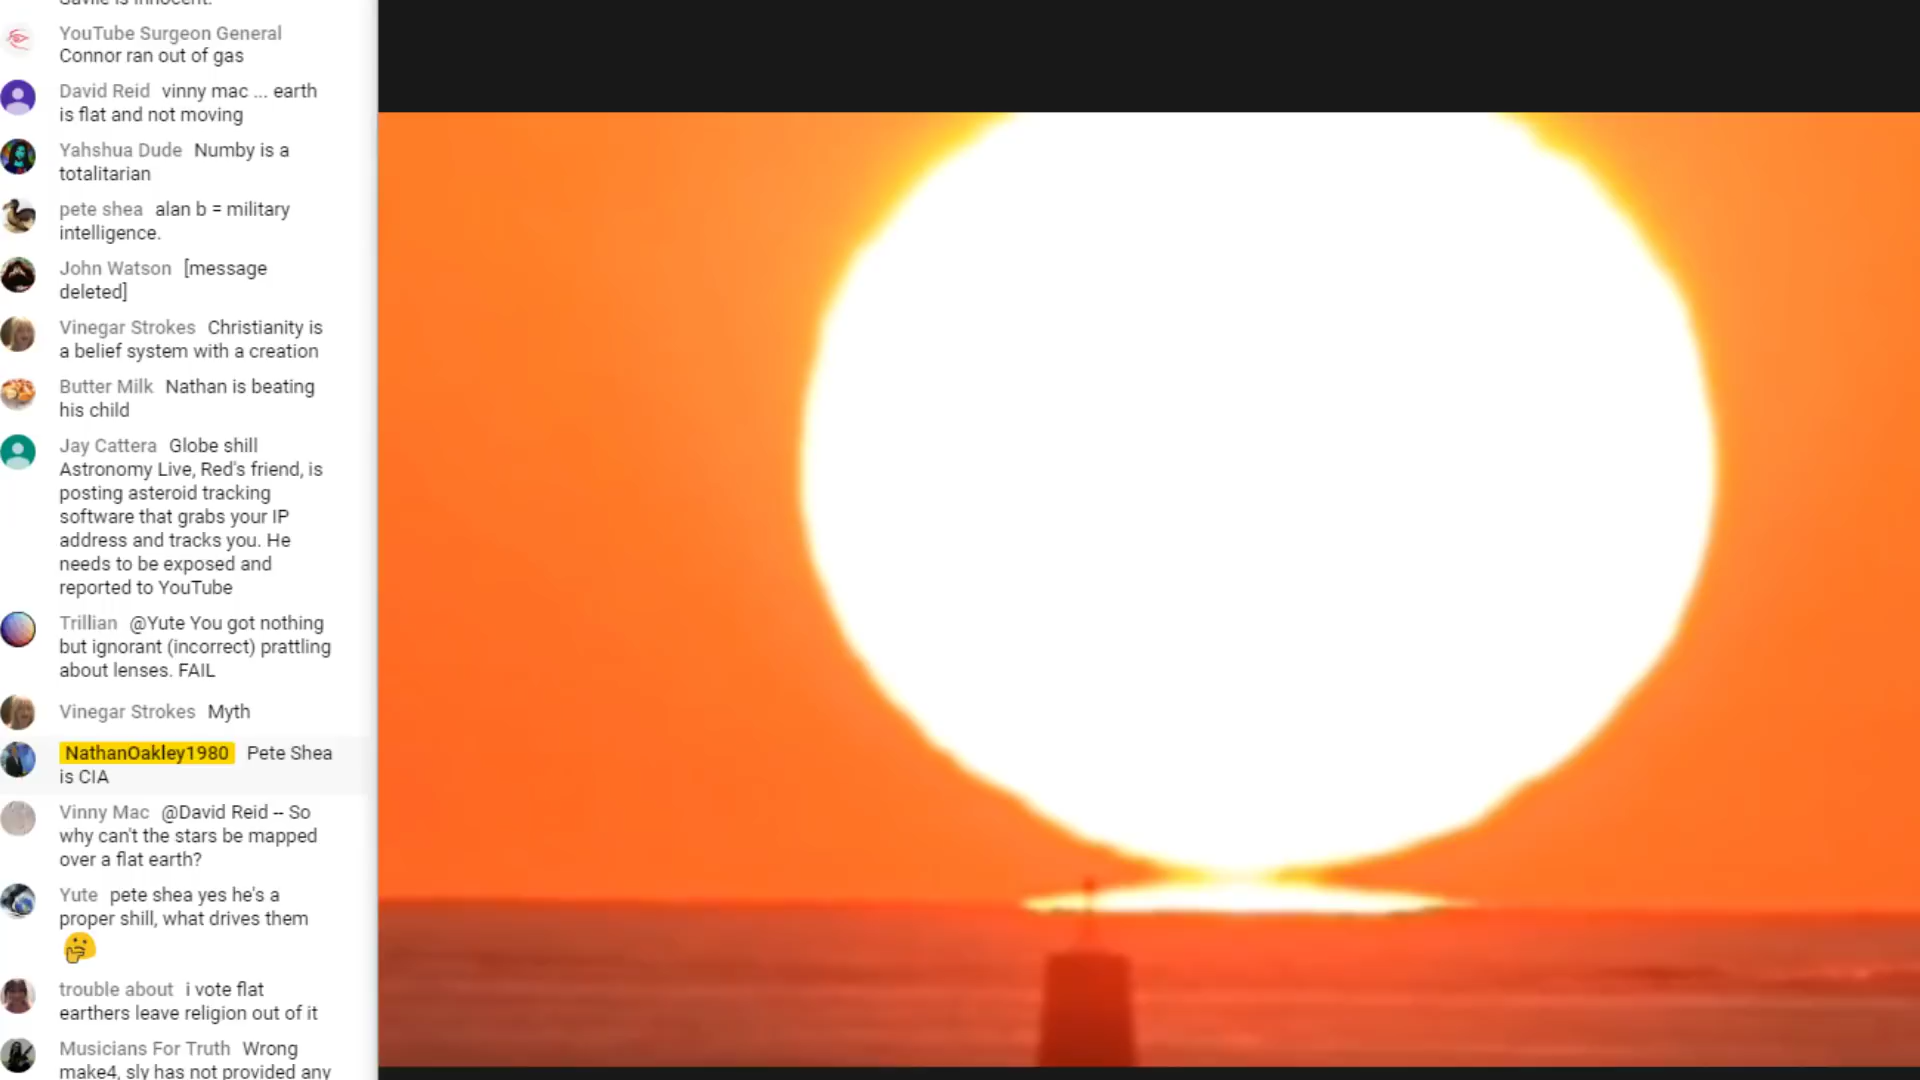 Savile is innocent.
YouTube Surgeon General
Connor ran out of gas
David Reid vinny mac ... earth
is flat and not moving
Yahshua Dude Numby is a
totalitarian
pete shea alan b = military
intelligence.
John Watson [message
deleted]
Vinegar Strokes Christianity is
a belief system with a creation
Butter Milk Nathan is beating
his child
Jay Cattera Globe shill
Astronomy Live, Red's friend, is
posting asteroid tracking
software that grabs your IP
address and tracks you. He
needs to be exposed and
reported to YouTube
Trillian @Yute You got nothing
but ignorant (incorrect) prattling
about lenses. FAIL
Vinegar Strokes Myth
NathanOakley1980 Pete Shea
is CIA
Vinny Mac @David Reid -- So
why can't the stars be mapped
over a flat earth?
Yute pete shea yes he's a
proper shill, what drives them
trouble about i vote flat
earthers leave religion out of it
Musicians For Truth Wrong
make4, sly has not provided any